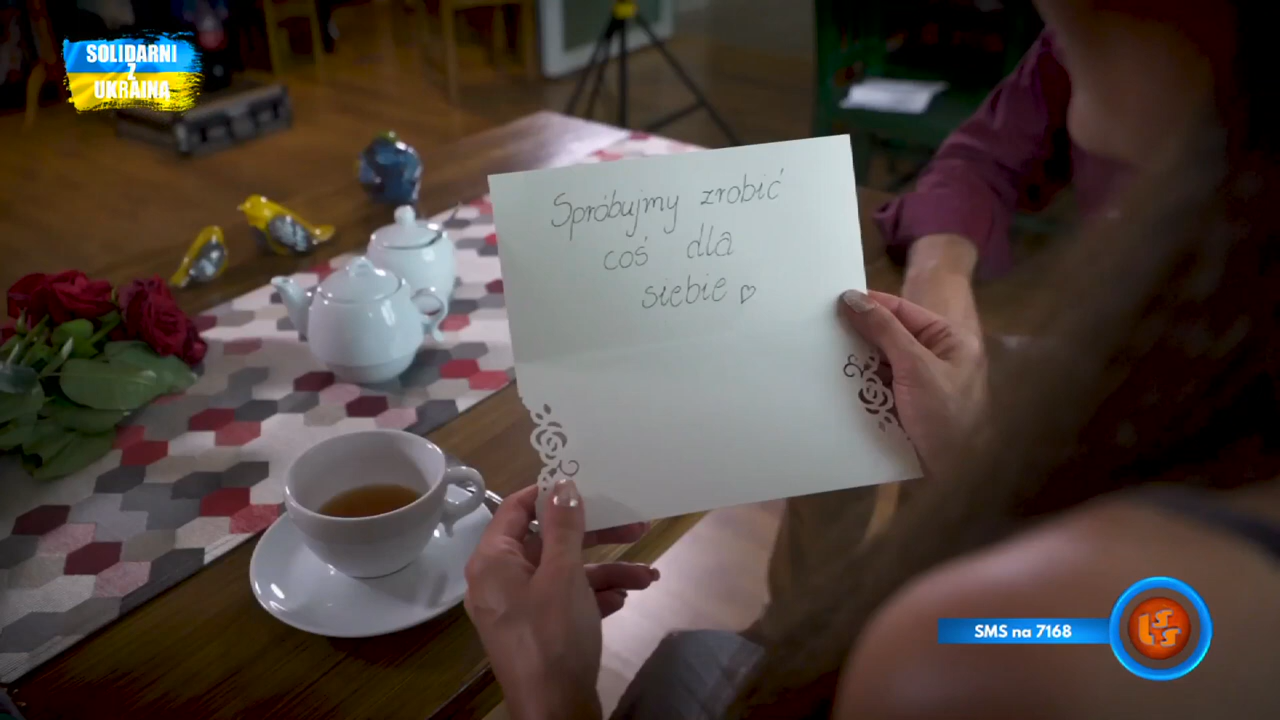 SOLIDARNI
Z
UKRAINĄ
Spróbujmy zrobić
coś dla
siebie ♡
SMS na 7168